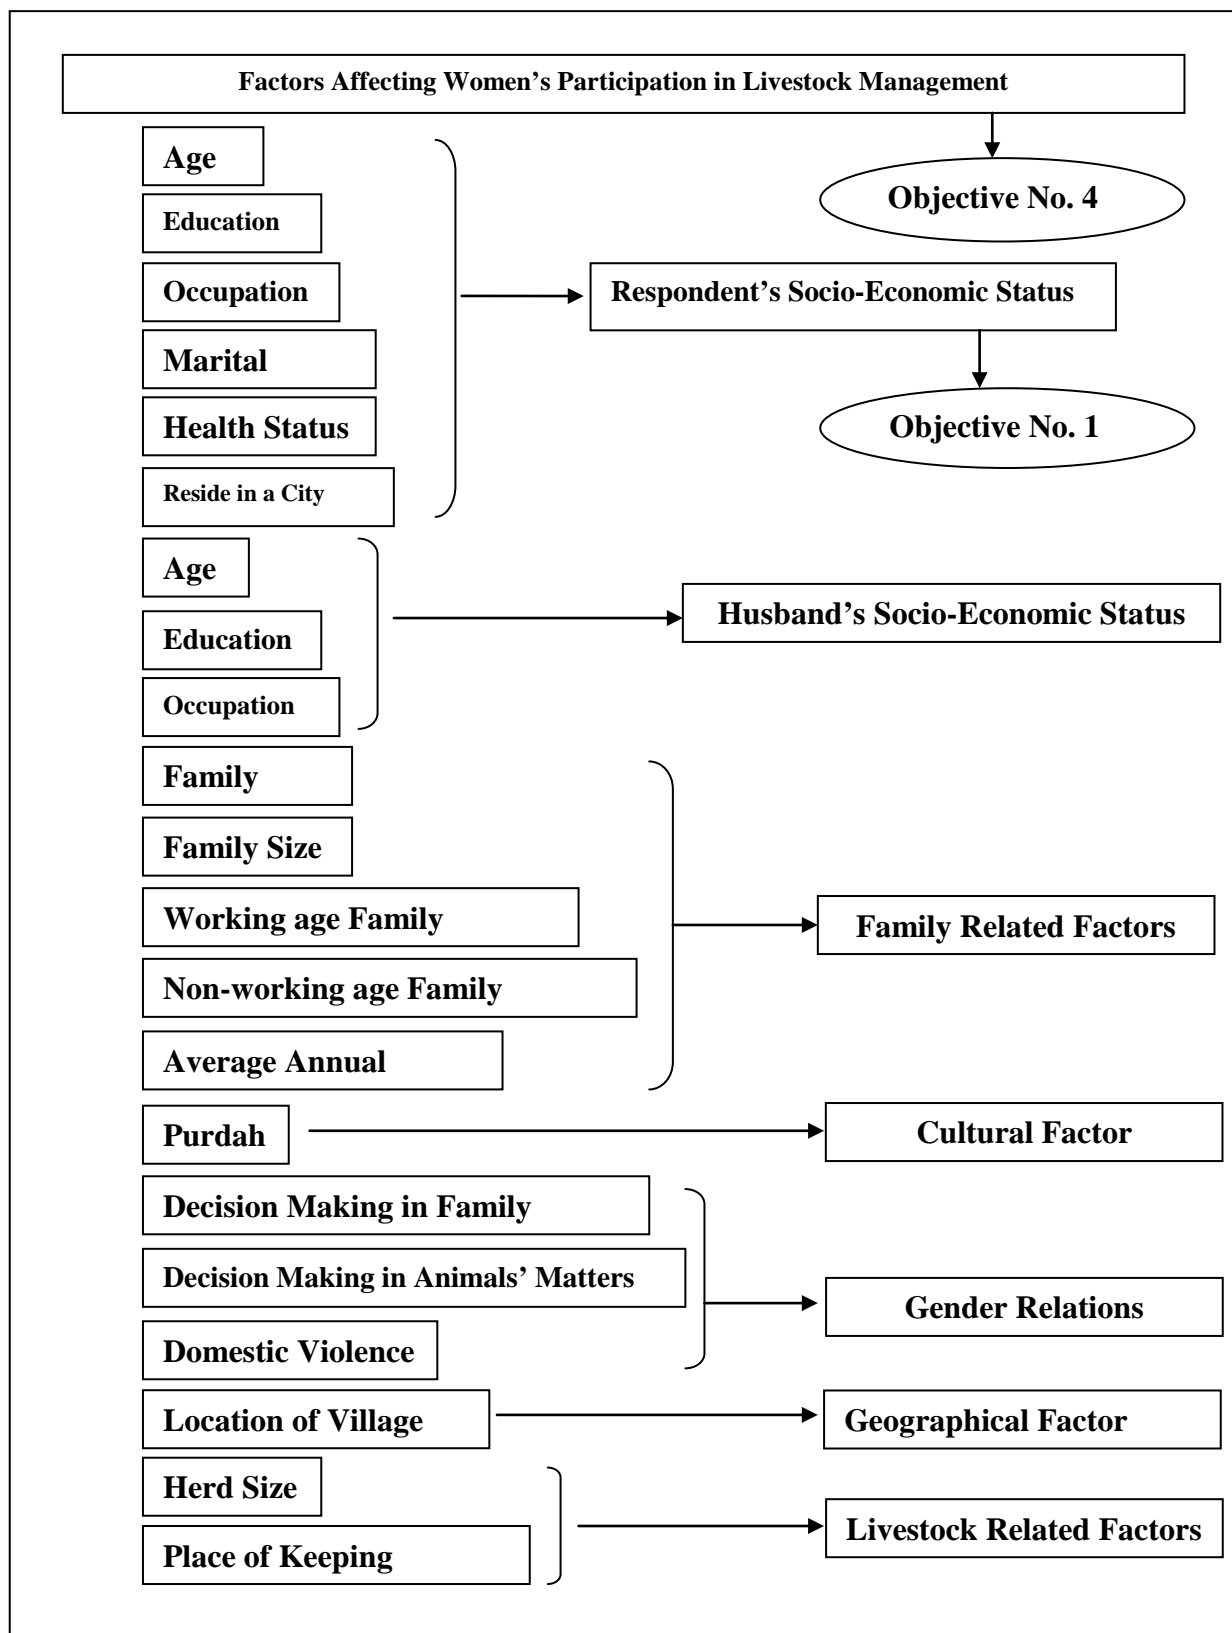 Factors Affecting Women’s Participation in Livestock Management
Age
Objective No. 4
Education
Occupation
Respondent’s Socio-Economic Status
Marital
Health Status
Objective No. 1
Reside in a City
Age
Husband’s Socio-Economic Status
Education
Occupation
Family
Family Size
Working age Family
Family Related Factors
Non-working age Family
Average Annual
Purdah
Cultural Factor
Decision Making in Family
Decision Making in Animals’ Matters
Gender Relations
Domestic Violence
Location of Village
Geographical Factor
Herd Size
Livestock Related Factors
Place of Keeping